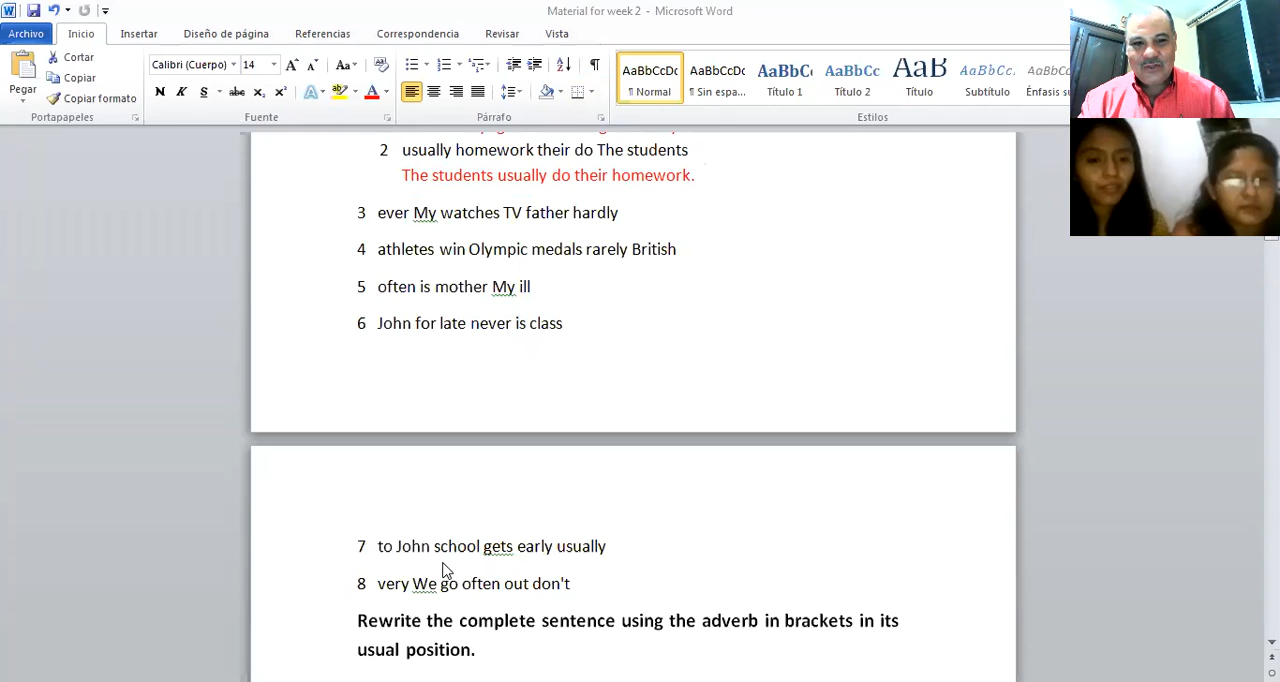 Material for week 2 - Microsoft Word
Archivo Inicio Insertar Diseño de página Referencias Correspondencia Revisar Vista
Pegar Cortar
Copiar
Copiar formato
Portapapeles
Calibri (Cuerpo) 14
N K S abc x₂ x² A ab A
Aa
Fuente
Párrafo
AaBbCcDc AaBbCcDc AaBbC AaBbCc AaB AaBbCc. AaBbCc
¶ Normal ¶ Sin espa... Título 1 Título 2 Título Subtítulo Énfasis
Estilos
2 usually homework their do The students
The students usually do their homework.
3 ever My watches TV father hardly
4 athletes win Olympic medals rarely British
5 often is mother My ill
6 John for late never is class
7 to John school gets early usually
8 very We go often out don't
Rewrite the complete sentence using the adverb in brackets in its
usual position.